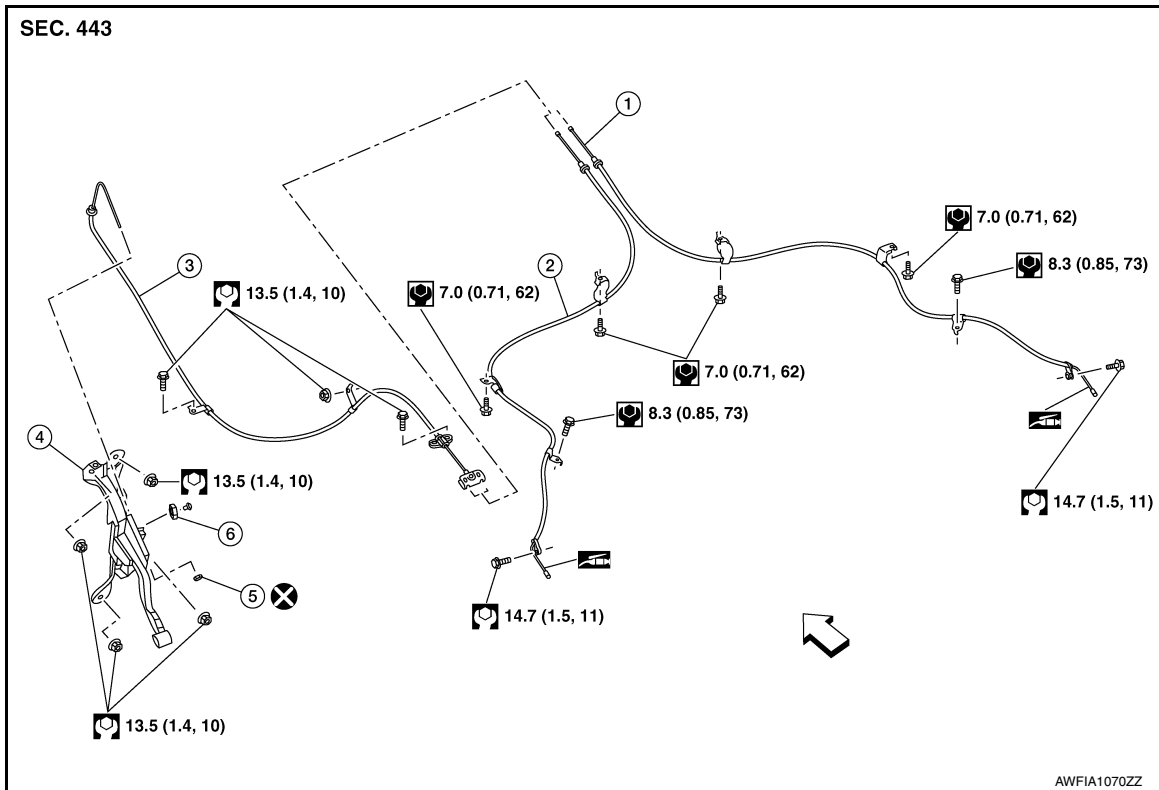 SEC. 443
1
7.0 (0.71, 62)
8.3 (0.85, 73)
3
2
13.5 (1.4, 10)
7.0 (0.71, 62)
7.0 (0.71, 62)
8.3 (0.85, 73)
4
13.5 (1.4, 10)
14.7 (1.5, 11)
6
5
14.7 (1.5, 11)
13.5 (1.4, 10)
AWFIA1070ZZ